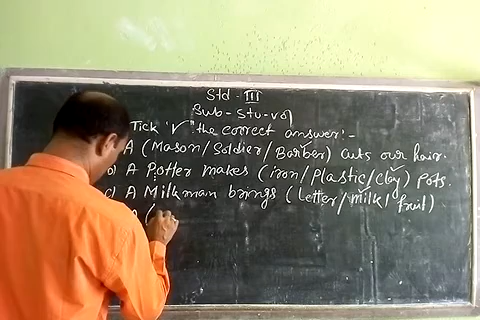 Std - III
Sub - Stu - vol
Tick '✓' the correct answer :-
A (Mason/Soldier/Barber) cuts our hair.
b) A Potter makes (iron/Plastic/clay) Pots.
c) A Milkman brings (Letter/milk/fruit)
A (